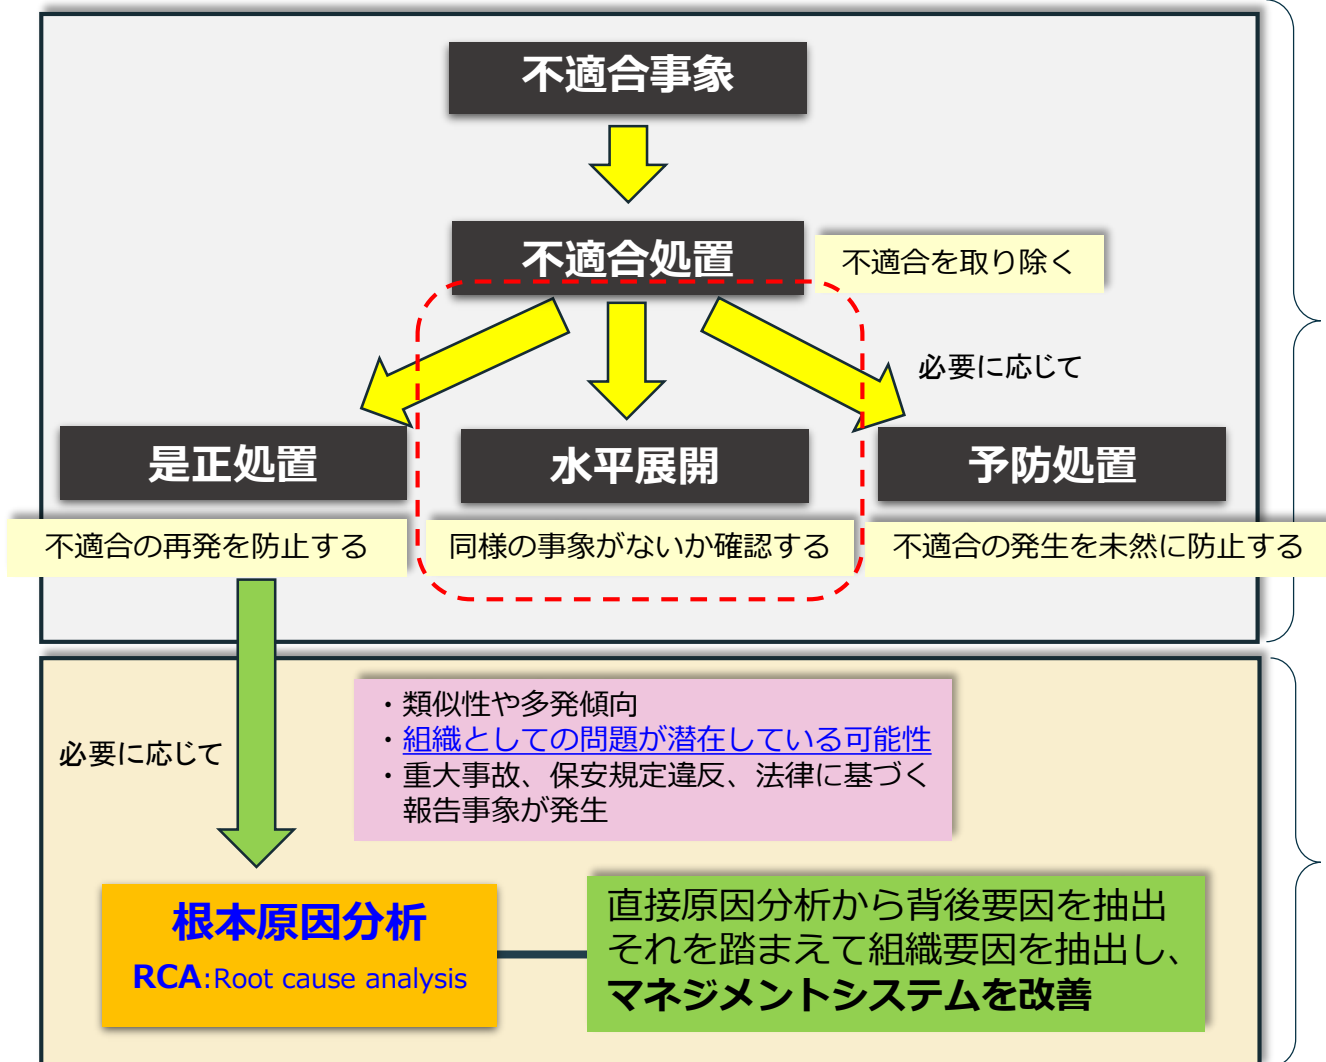 不適合事象
不適合処置
不適合を取り除く
必要に応じて
是正処置
水平展開
予防処置
不適合の再発を防止する
同様の事象がないか確認する
不適合の発生を未然に防止する
必要に応じて
・類似性や多発傾向
・組織としての問題が潜在している可能性
・重大事故、保安規定違反、法律に基づく
報告事象が発生
根本原因分析
RCA:Root cause analysis
直接原因分析から背後要因を抽出
それを踏まえて組織要因を抽出し、
マネジメントシステムを改善